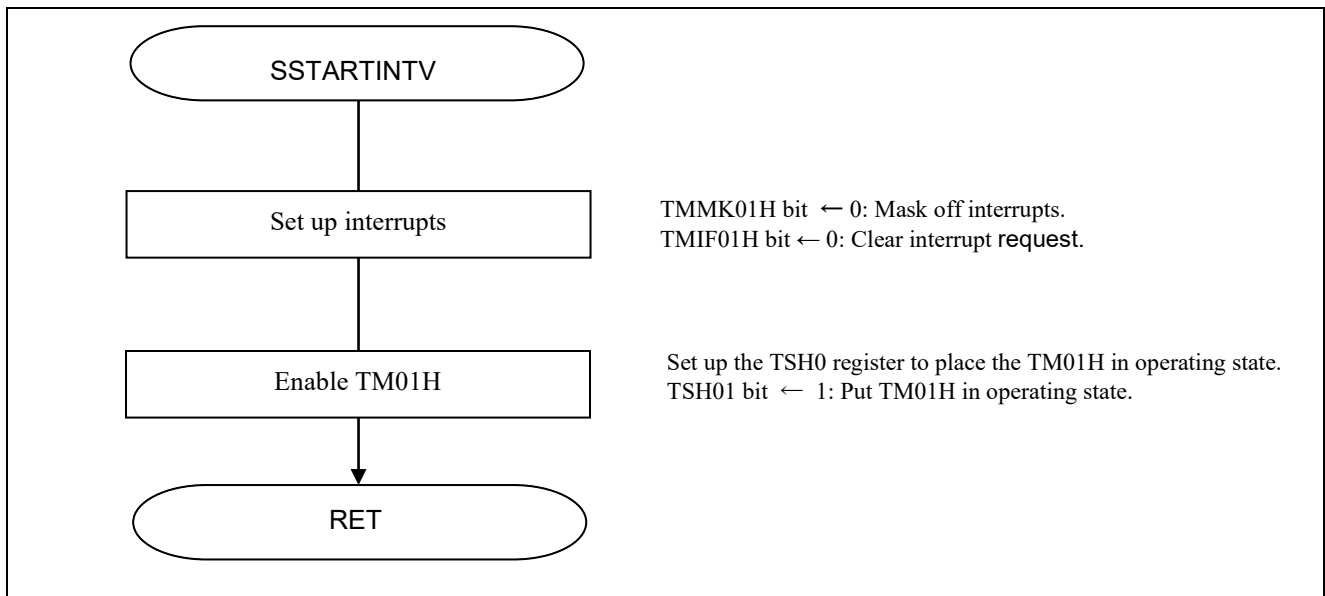 SSTARTINTV
Set up interrupts
TMMK01H bit ← 0: Mask off interrupts.
TMIF01H bit ← 0: Clear interrupt request.
Enable TM01H
Set up the TSH0 register to place the TM01H in operating state.
TSH01 bit ← 1: Put TM01H in operating state.
RET